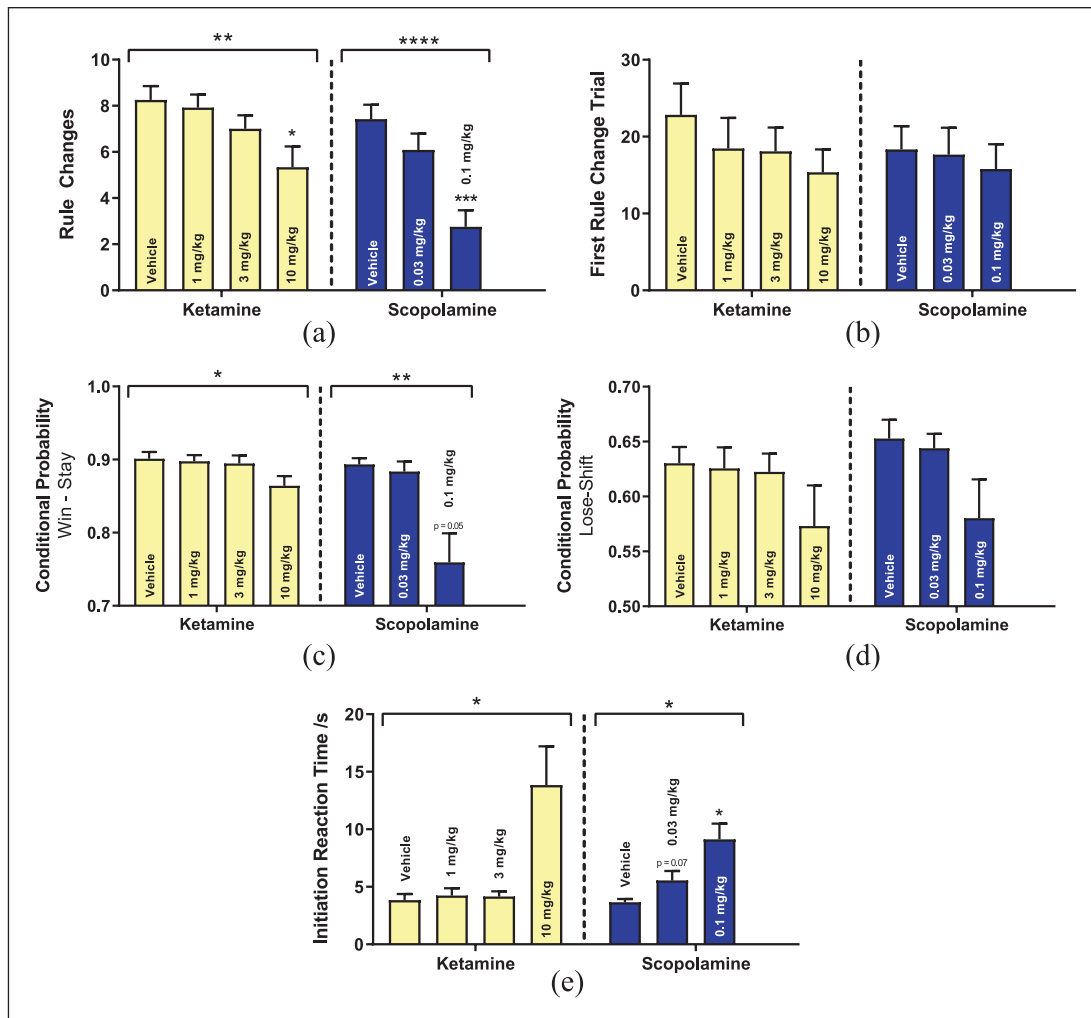 **
****
10
8
6
4
2
0
Rule Changes
Vehicle
1 mg/kg
3 mg/kg
10 mg/kg
*
Vehicle
0.03 mg/kg
0.1 mg/kg
***
Ketamine
Scopolamine
(a)
30
20
10
0
First Rule Change Trial
Vehicle
1 mg/kg
3 mg/kg
10 mg/kg
Vehicle
0.03 mg/kg
0.1 mg/kg
Ketamine
Scopolamine
(b)
*
**
1.0
0.9
0.8
0.7
Conditional Probability
Win - Stay
Vehicle
1 mg/kg
3 mg/kg
10 mg/kg
Vehicle
0.03 mg/kg
0.1 mg/kg
p = 0.05
Ketamine
Scopolamine
(c)
0.70
0.65
0.60
0.55
0.50
Conditional Probability
Lose-Shift
Vehicle
1 mg/kg
3 mg/kg
10 mg/kg
Vehicle
0.03 mg/kg
0.1 mg/kg
Ketamine
Scopolamine
(d)
*
*
20
15
10
5
0
Initiation Reaction Time /s
Vehicle
1 mg/kg
3 mg/kg
10 mg/kg
Vehicle
0.03 mg/kg
p = 0.07
*
0.1 mg/kg
Ketamine
Scopolamine
(e)